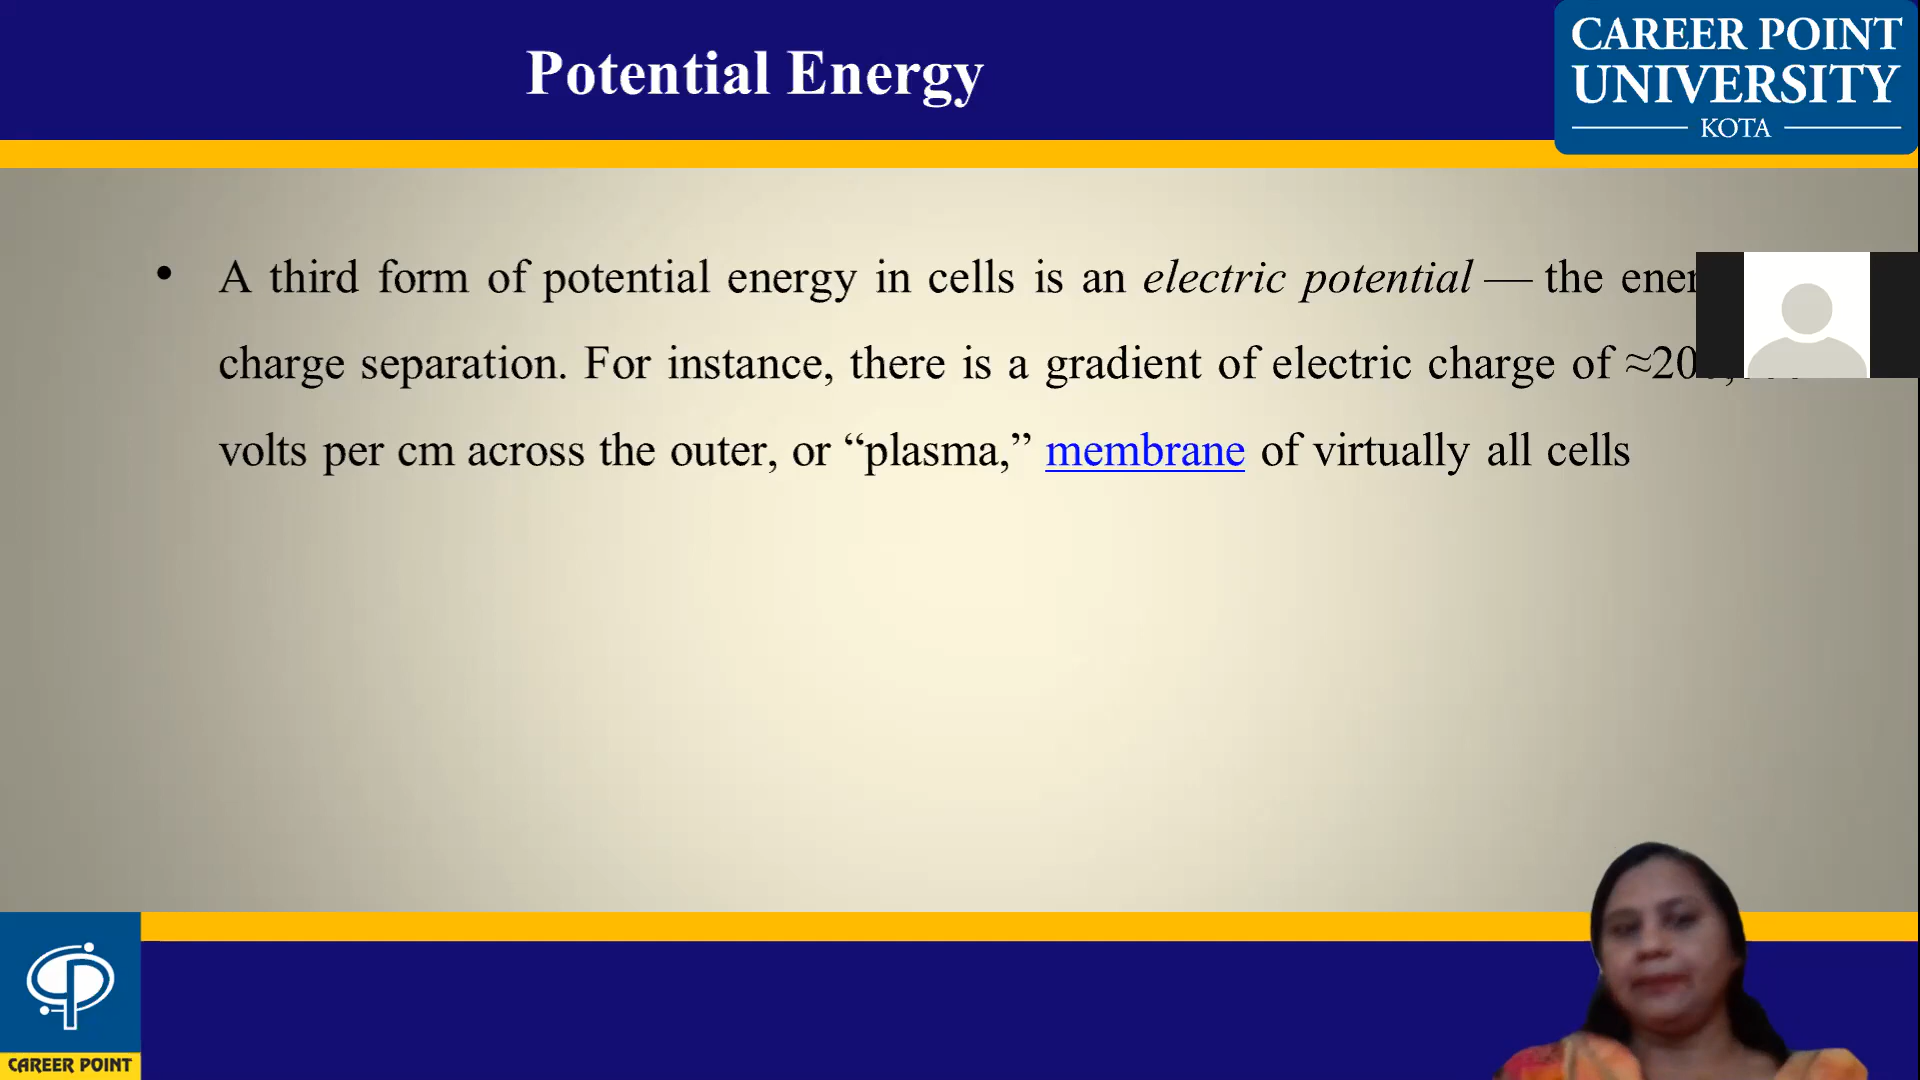 Potential Energy
CAREER POINT
UNIVERSITY
KOTA
• A third form of potential energy in cells is an electric potential — the
charge separation. For instance, there is a gradient of electric charge of
volts per cm across the outer, or “plasma,” membrane of virtually all cells
CAREER POINT